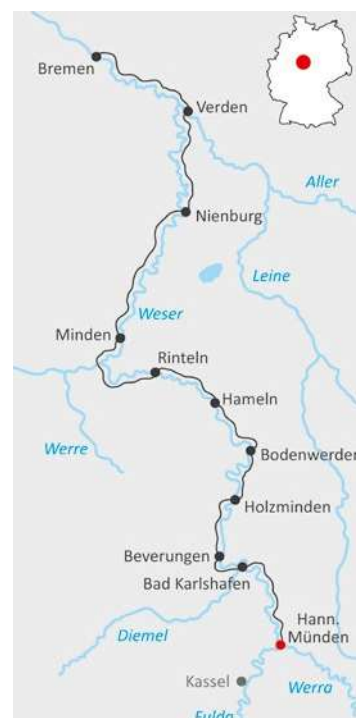 Bremen
Verden
Aller
Nienburg
Leine
Weser
Minden
Rinteln
Hameln
Werre
Bodenwerder
Holzminden
Beverungen
Bad Karlshafen
Hann.
Münden
Diemel
Kassel
Werra
Fulda